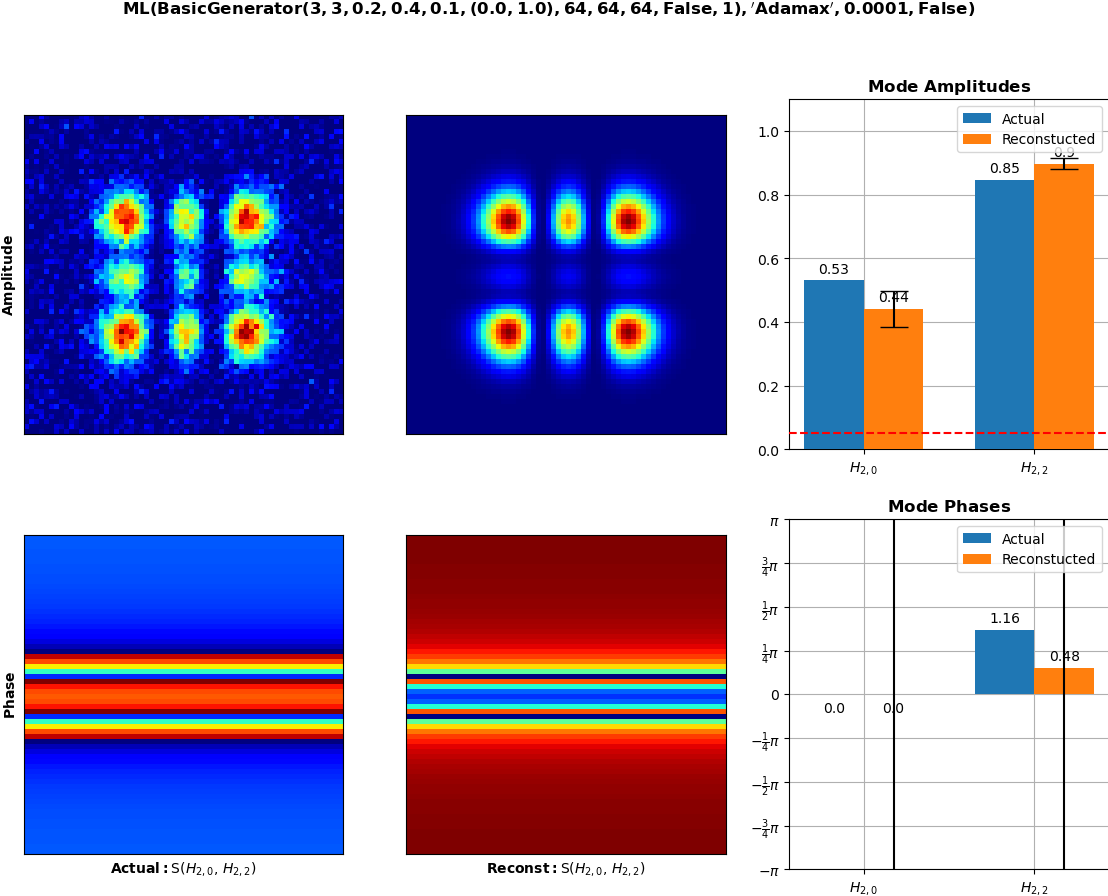 ML(BasicGenerator(3, 3, 0.2, 0.4, 0.1, (0.0, 1.0), 64, 64, 64, False, 1), ′Adamax′, 0.0001, False)
Amplitude
Mode Amplitudes
Actual
Reconstucted
1.0
0.8
0.6
0.4
0.2
0.0
0.53
0.44
0.85
0.9
H2, 0
H2, 2
Phase
Actual: S(H2, 0, H2, 2)
Reconst: S(H2, 0, H2, 2)
Mode Phases
Actual
Reconstucted
π
3/4π
1/2π
1/4π
0
−1/4π
−1/2π
−3/4π
−π
0.0
0.0
1.16
0.48
H2, 0
H2, 2